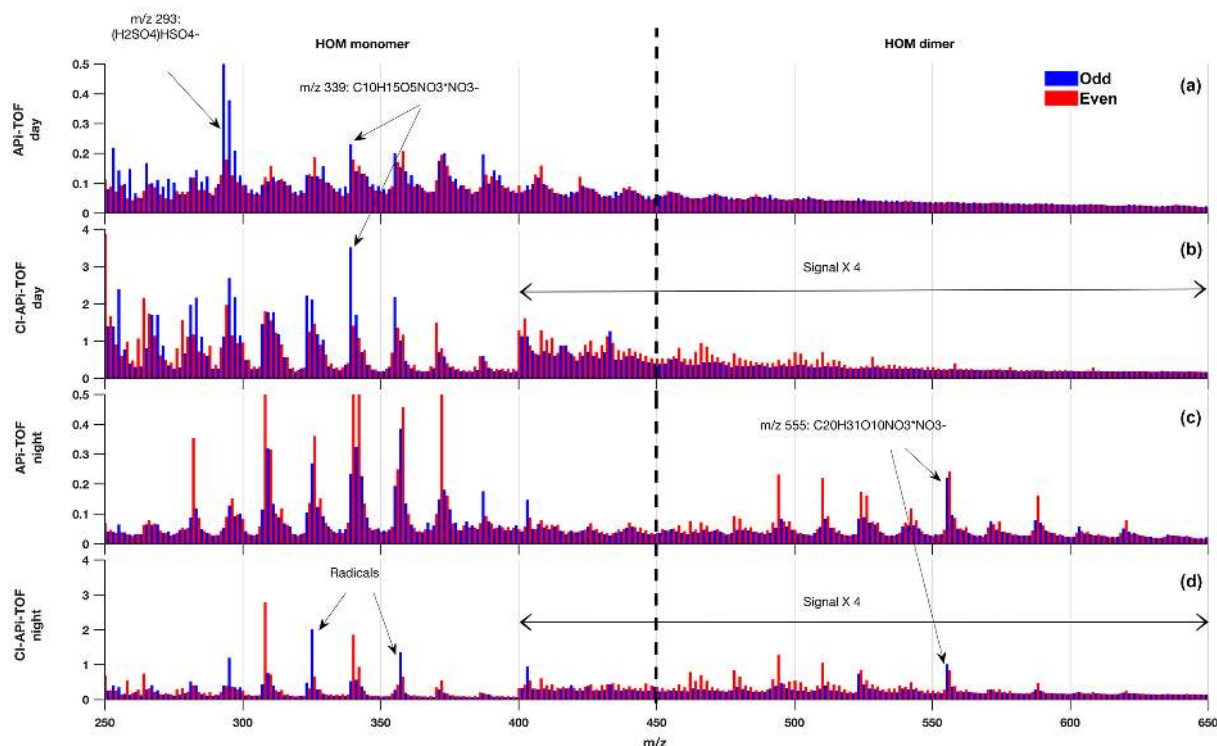 m/z 293:
(H2SO4)HSO4-
HOM monomer
HOM dimer
m/z 339: C10H15O5NO3*NO3-
Odd
Even
(a)
APi-TOF
day
0.5
0.4
0.3
0.2
0.1
0
(b)
CI-APi-TOF
day
Signal X 4
4
3
2
1
0
(c)
APi-TOF
night
m/z 555: C20H31O10NO3*NO3-
0.5
0.4
0.3
0.2
0.1
0
(d)
CI-APi-TOF
night
Radicals
Signal X 4
4
3
2
1
0
250 300 350 400 450 500 550 600 650
m/z